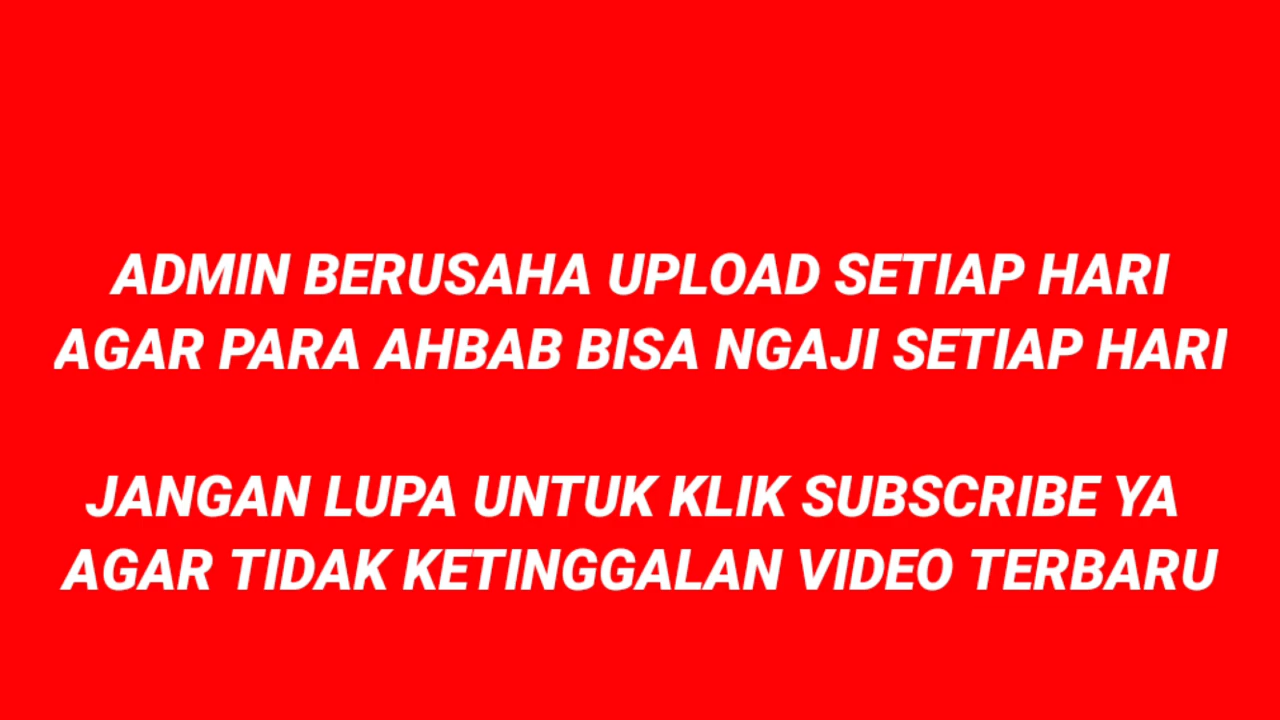 ADMIN BERUSAHA UPLOAD SETIAP HARI
AGAR PARA AHBAB BISA NGAJI SETIAP HARI
JANGAN LUPA UNTUK KLIK SUBSCRIBE YA
AGAR TIDAK KETINGGALAN VIDEO TERBARU